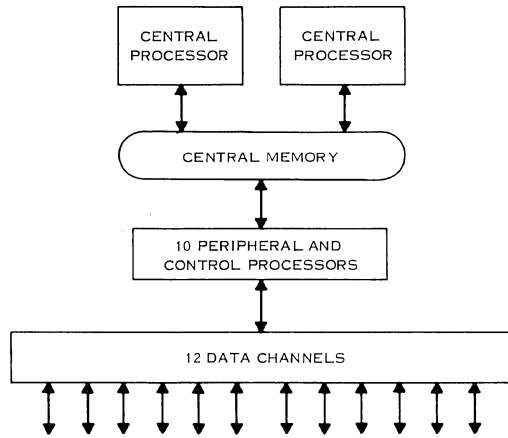 CENTRAL
PROCESSOR
CENTRAL
PROCESSOR
CENTRAL MEMORY
10 PERIPHERAL AND
CONTROL PROCESSORS
12 DATA CHANNELS